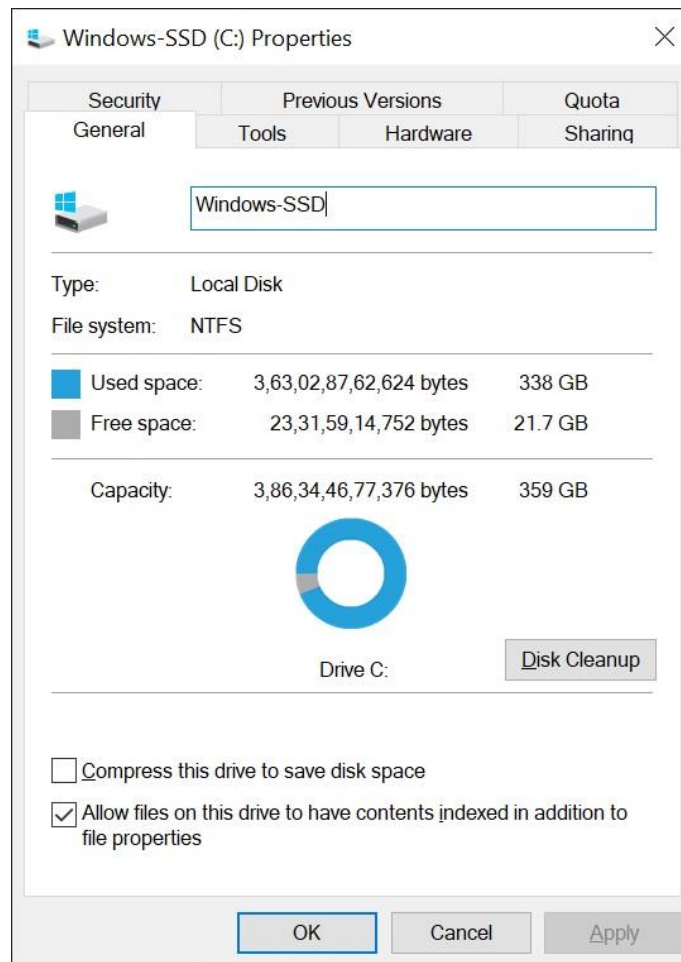 Windows-SSD (C:) Properties
Security Previous Versions Quota
General Tools Hardware Sharing
Windows-SSD
Type: Local Disk
File system: NTFS
Used space: 3,63,02,87,62,624 bytes 338 GB
Free space: 23,31,59,14,752 bytes 21.7 GB
Capacity: 3,86,34,46,77,376 bytes 359 GB
Drive C:
Disk Cleanup
Compress this drive to save disk space
Allow files on this drive to have contents indexed in addition to
file properties
OK Cancel Apply